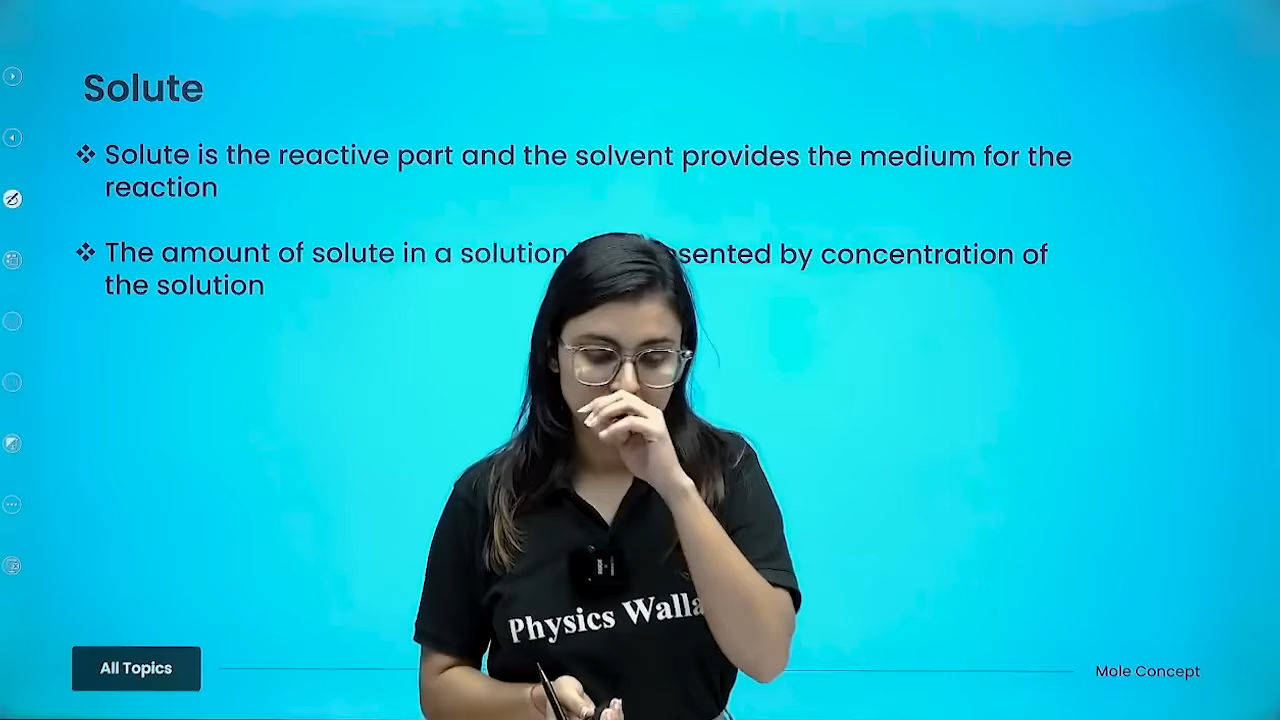 Solute
❖ Solute is the reactive part and the solvent provides the medium for the
reaction
❖ The amount of solute in a solution sented by concentration of
the solution
Physics Walla
All Topics
Mole Concept